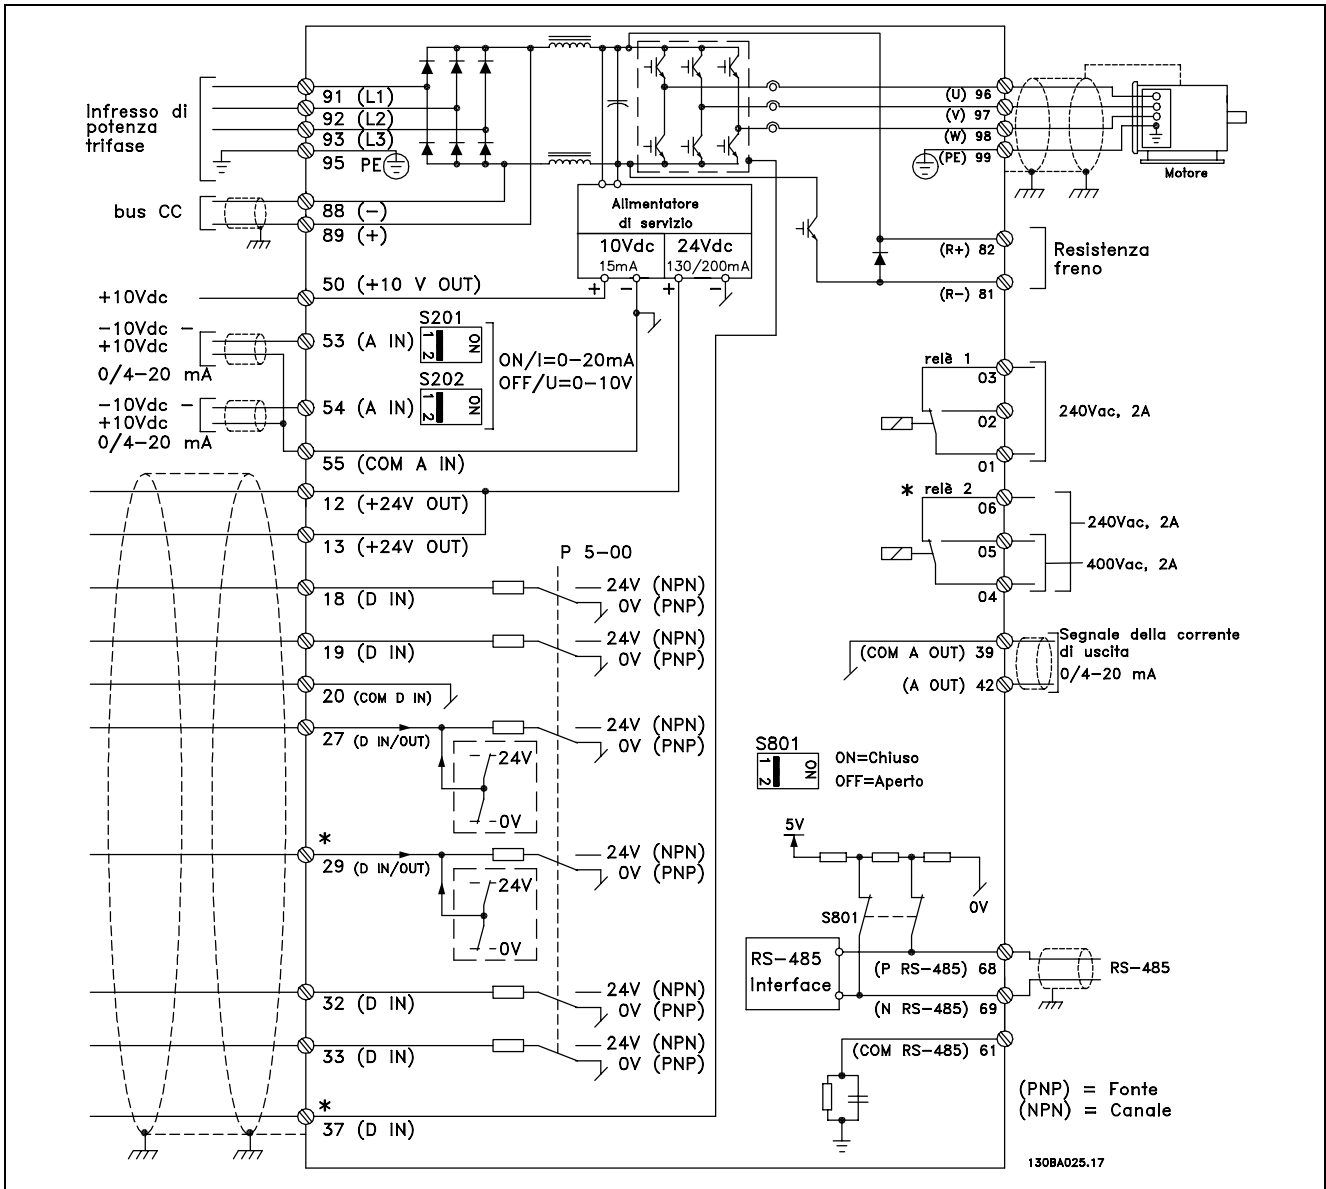 Infresso di
potenza
trifase
91 (L1)
92 (L2)
93 (L3)
95 PE
bus CC
88 (−)
89 (+)
+10Vdc
50 (+10 V OUT)
−10Vdc −
+10Vdc
0/4−20 mA
53 (A IN)
S201
1
2
ON
S202
1
2
ON
ON/I=0−20mA
OFF/U=0−10V
−10Vdc −
+10Vdc
0/4−20 mA
54 (A IN)
55 (COM A IN)
12 (+24V OUT)
13 (+24V OUT)
P 5−00
18 (D IN)
24V (NPN)
0V (PNP)
19 (D IN)
24V (NPN)
0V (PNP)
20 (COM D IN)
27 (D IN/OUT)
24V (NPN)
0V (PNP)
24V
0V
*
29 (D IN/OUT)
24V (NPN)
0V (PNP)
24V
0V
32 (D IN)
24V (NPN)
0V (PNP)
33 (D IN)
24V (NPN)
0V (PNP)
*
37 (D IN)
Alimentatore
di servizio
10Vdc
15mA
24Vdc
130/200mA
+ − + −
(U) 96
(V) 97
(W) 98
(PE) 99
Motore
(R+) 82
(R−) 81
Resistenza
freno
relè 1
03
02
01
240Vac, 2A
* relè 2
06
05
04
240Vac, 2A
400Vac, 2A
(COM A OUT) 39
(A OUT) 42
Segnale della corrente
di uscita
0/4−20 mA
S801
1
2
ON
ON=Chiuso
OFF=Aperto
5V
0V
S801
RS−485
Interface
(P RS−485) 68
(N RS−485) 69
RS−485
(COM RS−485) 61
(PNP) = Fonte
(NPN) = Canale
130BA025.17